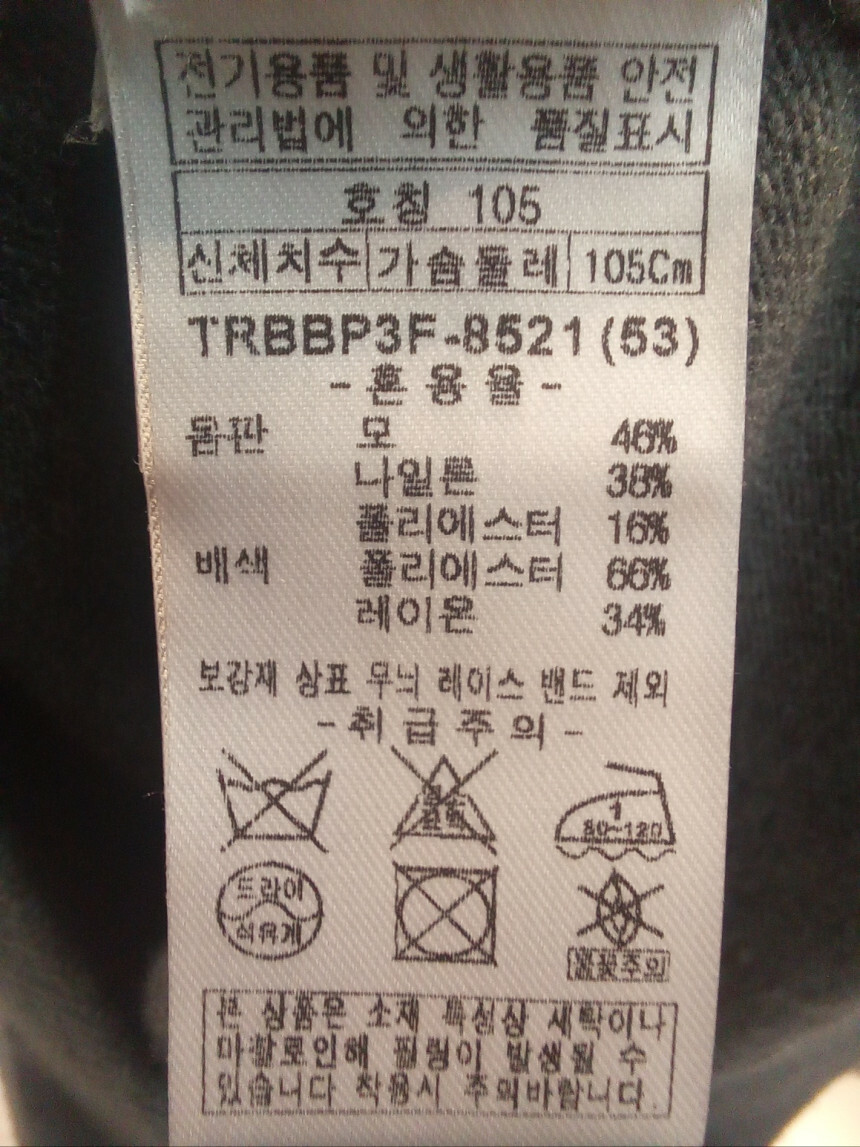 전기용품 및 생활용품 안전
관리법에 의한 품질표시
호칭 105
신체치수 가슴둘레 105Cm
TRBBP3F-8521(53)
-혼용율-
몸판 모 46%
나일론 38%
폴리에스터 16%
배색 폴리에스터 66%
레이온 34%
보강재 상표 무늬 레이스 밴드 제외
-취급주의-
염소
표백
1
80~120
드라이
석유계
불꽃주의
본 상품은 소재 특성상 세탁이나
마찰로인해 필링이 발생될 수
있습니다 착용시 주의바랍니다.